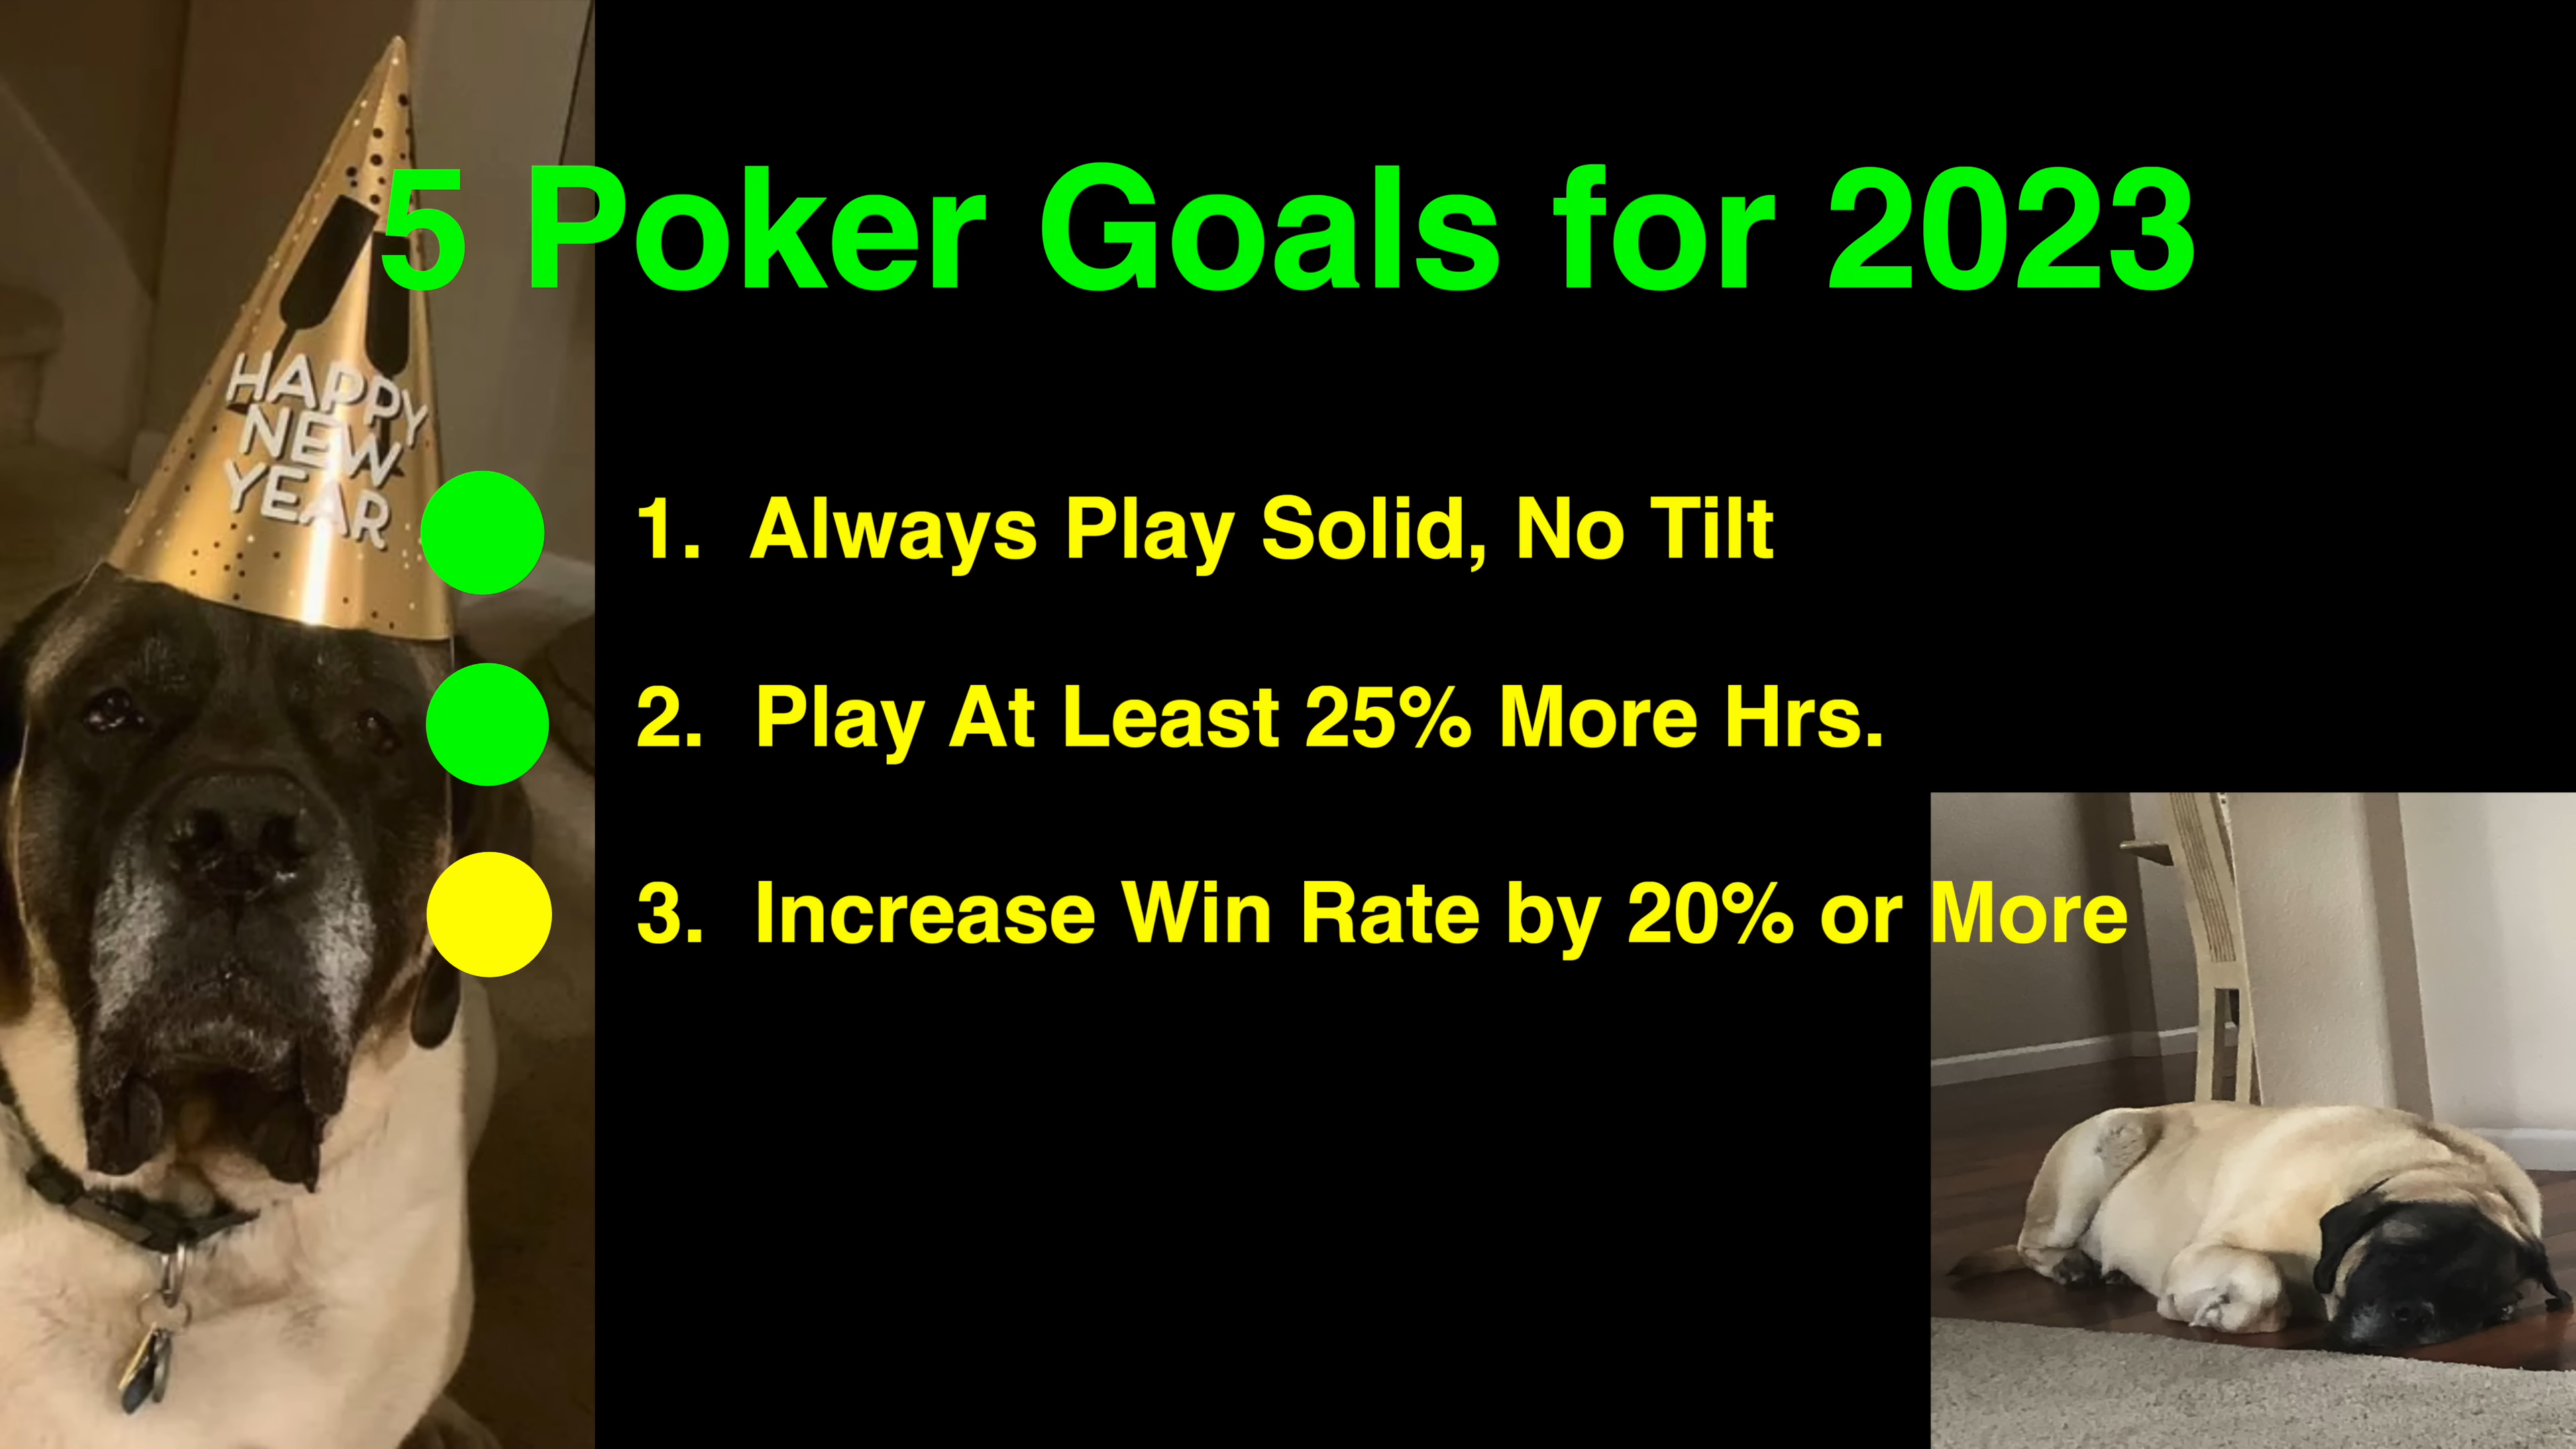 5 Poker Goals for 2023
HAPPY
NEW
YEAR
1. Always Play Solid, No Tilt
2. Play At Least 25% More Hrs.
3. Increase Win Rate by 20% or More